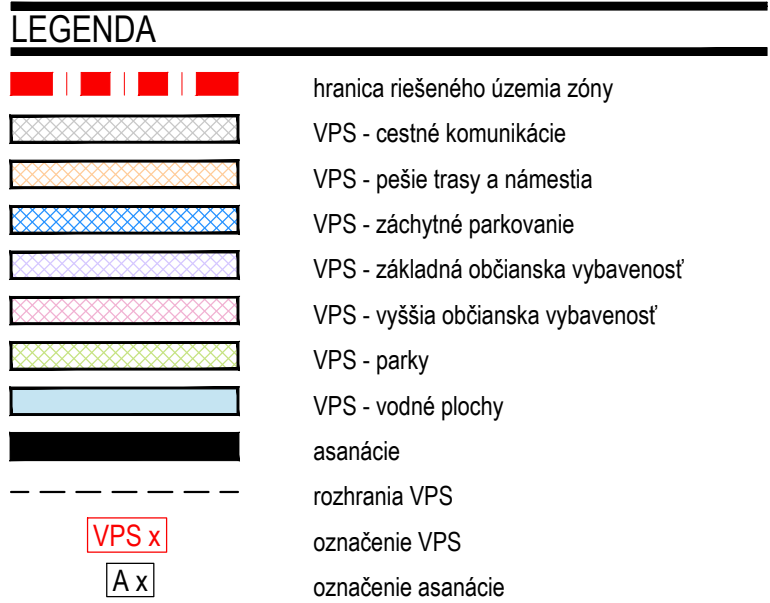 LEGENDA
hranica riešeného územia zóny
VPS - cestné komunikácie
VPS - pešie trasy a námestia
VPS - záchytné parkovanie
VPS - základná občianska vybavenosť
VPS - vyššia občianska vybavenosť
VPS - parky
VPS - vodné plochy
asanácie
rozhrania VPS
VPS x označenie VPS
A x označenie asanácie